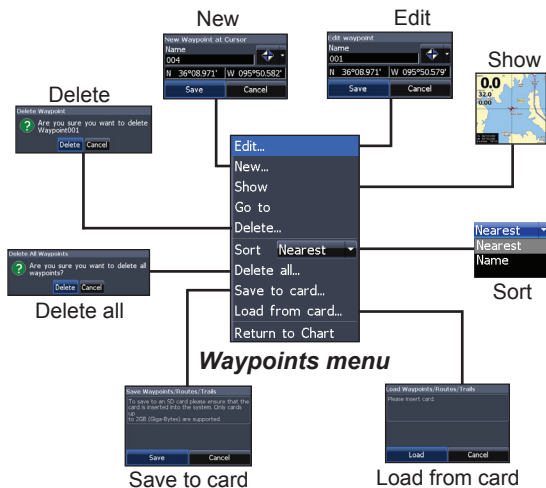 New
Edit
New Waypoint at Cursor
Name
004
N 36°08.971' W 095°50.582'
Save Cancel
Edit waypoint
Name
001
N 36°08.971' W 095°50.579'
Save Cancel
Show
0.0
32.0
0.00
Delete
Delete Waypoint
Are you sure you want to delete
Waypoint001
Delete Cancel
Edit...
New...
Show
Go to
Delete...
Sort Nearest
Delete all...
Save to card...
Load from card...
Return to Chart
Waypoints menu
Nearest
Nearest
Name
Sort
Delete All Waypoints
Are you sure you want to delete all
waypoints?
Delete Cancel
Delete all
Save Waypoints/Routes/Trails
To save to an SD card please ensure that the
card is inserted into the system. Only cards
up
to 2GB (Giga-Bytes) are supported.
Save Cancel
Save to card
Load Waypoints/Routes/Trails
Please insert card.
Load Cancel
Load from card